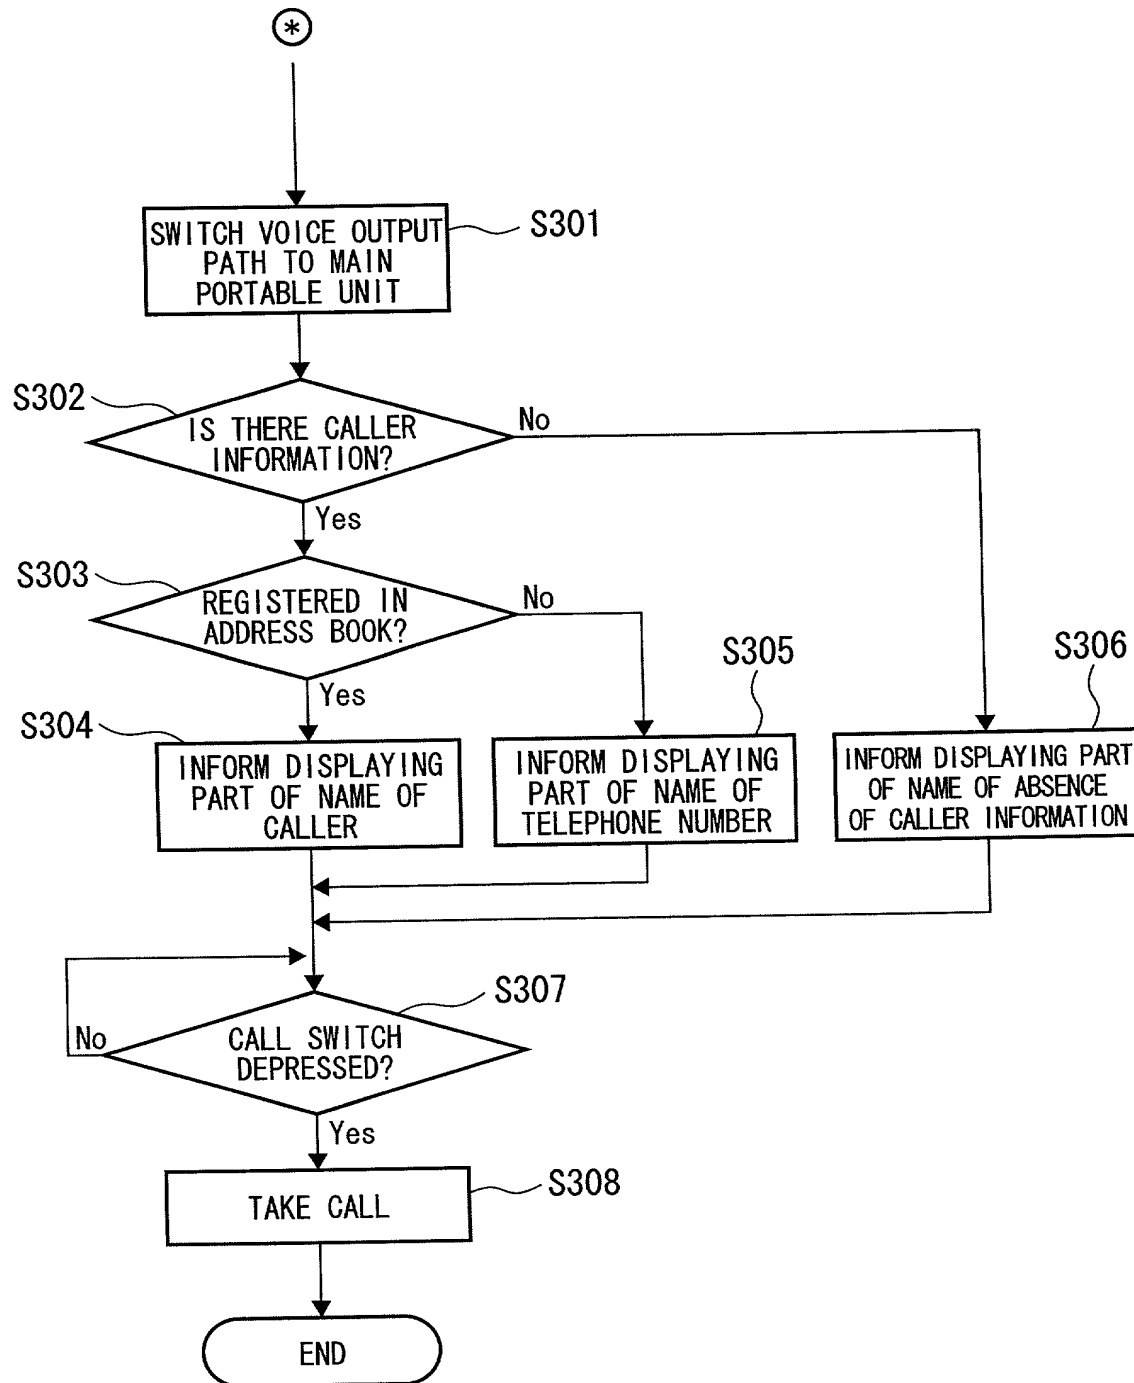 *
SWITCH VOICE OUTPUT
PATH TO MAIN
PORTABLE UNIT
S301
S302
IS THERE CALLER
INFORMATION?
No
Yes
S303
REGISTERED IN
ADDRESS BOOK?
No
Yes
S304
INFORM DISPLAYING
PART OF NAME OF
CALLER
S305
INFORM DISPLAYING
PART OF NAME OF
TELEPHONE NUMBER
S306
INFORM DISPLAYING PART
OF NAME OF ABSENCE
OF CALLER INFORMATION
S307
CALL SWITCH
DEPRESSED?
No
Yes
S308
TAKE CALL
END